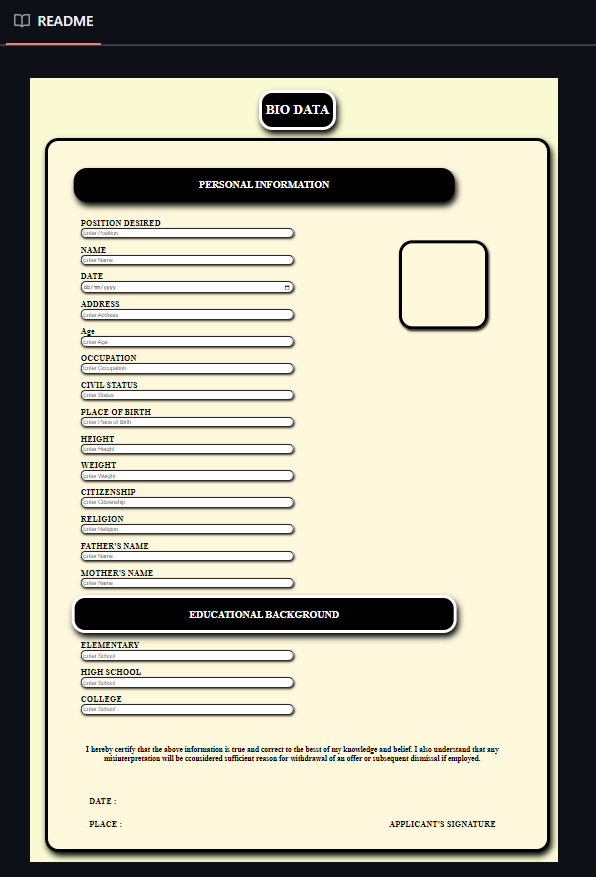 README
BIO DATA
PERSONAL INFORMATION
POSITION DESIRED
Enter Position
NAME
Enter Name
DATE
dd/mm/yyyy
ADDRESS
Enter Address
Age
Enter Age
OCCUPATION
Enter Occupation
CIVIL STATUS
Enter Status
PLACE OF BIRTH
Enter Place of Birth
HEIGHT
Enter Height
WEIGHT
Enter Weight
CITIZENSHIP
Enter Citizenship
RELIGION
Enter Religion
FATHER'S NAME
Enter Name
MOTHER'S NAME
Enter Name
EDUCATIONAL BACKGROUND
ELEMENTARY
Enter School
HIGH SCHOOL
Enter School
COLLEGE
Enter School
I hereby certify that the above information is true and correct to the besst of my knowledge and belief. I also understand that any
misinterpretation will be cconsidered sufficient reason for withdrawal of an offer or subsequent dismissal if employed.
DATE :
PLACE :
APPLICANT'S SIGNATURE